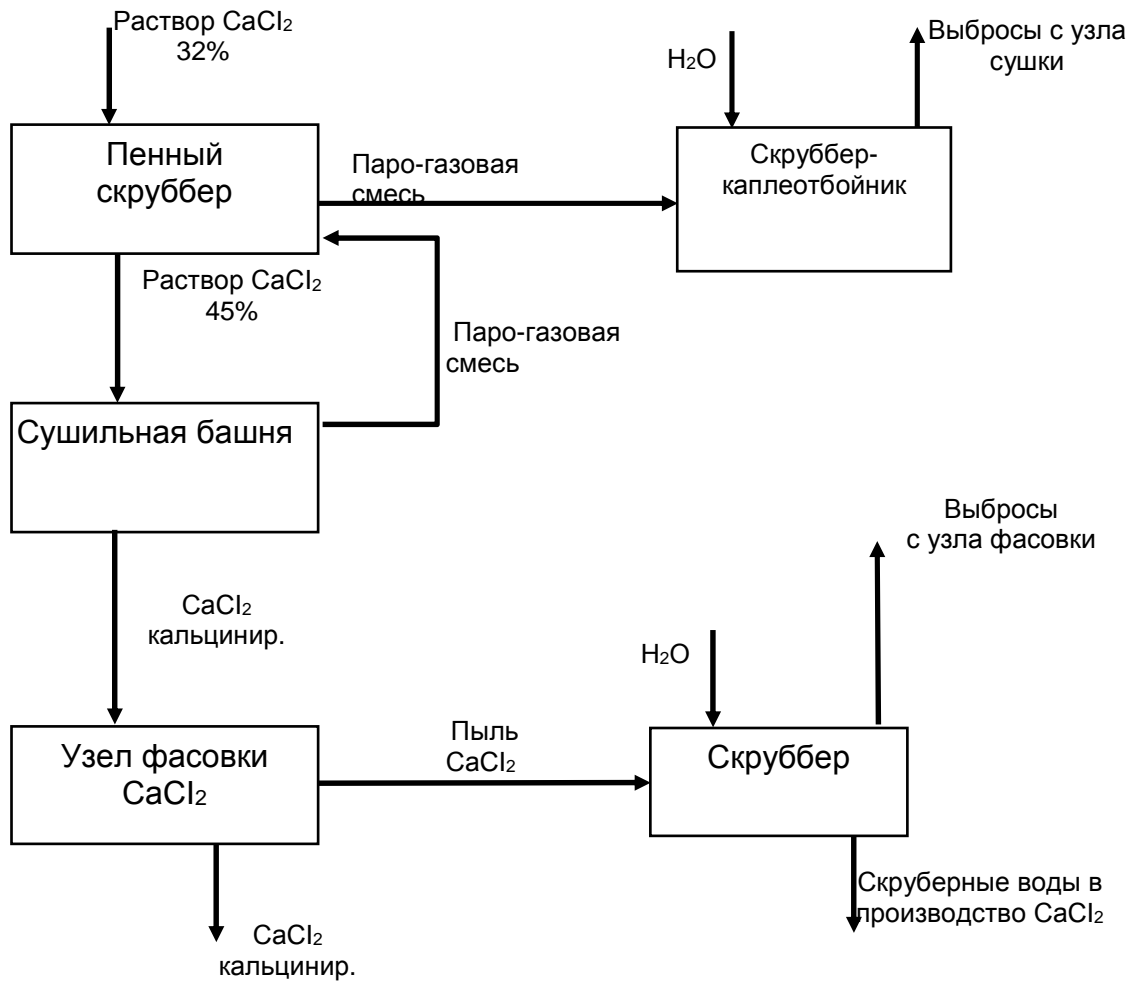 Раствор CaCl₂
32%
H₂O
Выбросы с узла
сушки
Пенный
скруббер
Паро-газовая
смесь
Скруббер-
каплеотбойник
Раствор CaCl₂
45%
Паро-газовая
смесь
Сушильная башня
Выбросы
с узла фасовки
CaCl₂
кальцинир.
H₂O
Узел фасовки
CaCl₂
Пыль
CaCl₂
Скруббер
Скруберные воды в
производство CaCl₂
CaCl₂
кальцинир.